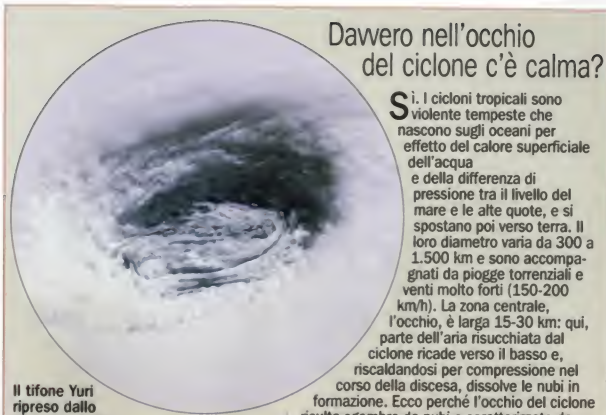 Davvero nell'occhio
del ciclone c'è calma?
Sì. I cicloni tropicali sono
violente tempeste che
nascono sugli oceani per
effetto del calore superficiale
dell'acqua
e della differenza di
pressione tra il livello del
mare e le alte quote, e si
spostano poi verso terra. Il
loro diametro varia da 300 a
1.500 km e sono accompa-
gnati da piogge torrenziali e
venti molto forti (150-200
km/h). La zona centrale,
l'occhio, è larga 15-30 km: qui,
parte dell'aria risucchiata dal
ciclone ricade verso il basso e,
riscaldandosi per compressione nel
corso della discesa, dissolve le nubi in
formazione. Ecco perché l'occhio del ciclone
Il tifone Yuri
ripreso dallo